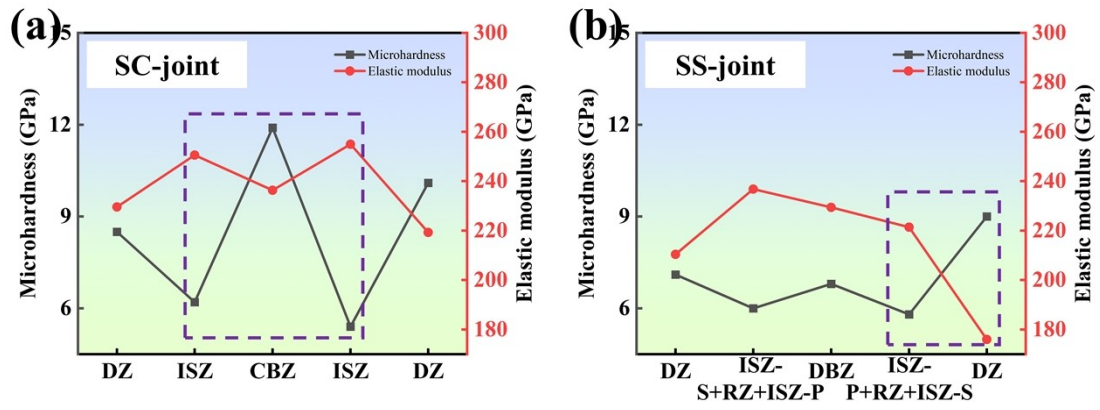 (a)
SC-joint
Microhardness
Elastic modulus
Microhardness (GPa)
15
12
9
6
Elastic modulus (GPa)
300
280
260
240
220
200
180
DZ ISZ CBZ ISZ DZ
(b)
SS-joint
Microhardness
Elastic modulus
Microhardness (GPa)
15
12
9
6
Elastic modulus (GPa)
300
280
260
240
220
200
180
DZ ISZ- DBZ ISZ- DZ
S+RZ+ISZ-P P+RZ+ISZ-S